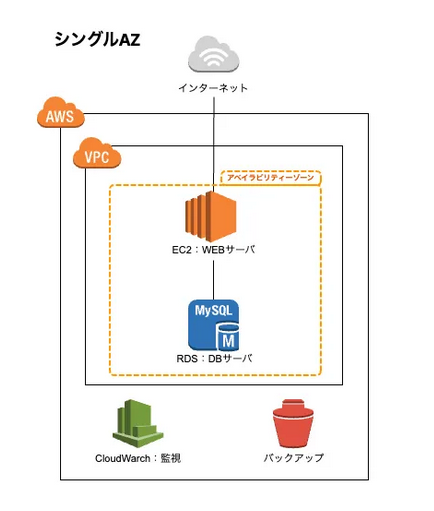 シングルAZ
インターネット
AWS
VPC
アベイラビリティーゾーン
EC2：WEBサーバ
MySQL
M
RDS：DBサーバ
CloudWarch：監視
バックアップ